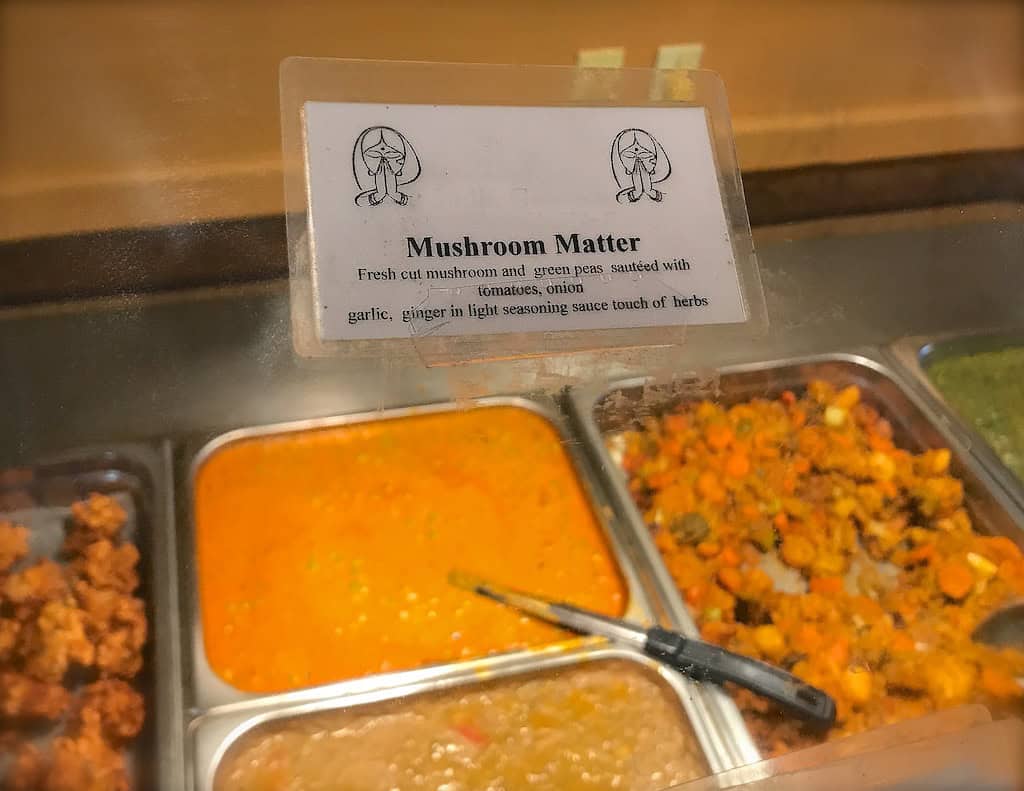 Mushroom Matter
Fresh cut mushroom and green peas sautéed with
tomatoes, onion
garlic, ginger in light seasoning sauce touch of herbs